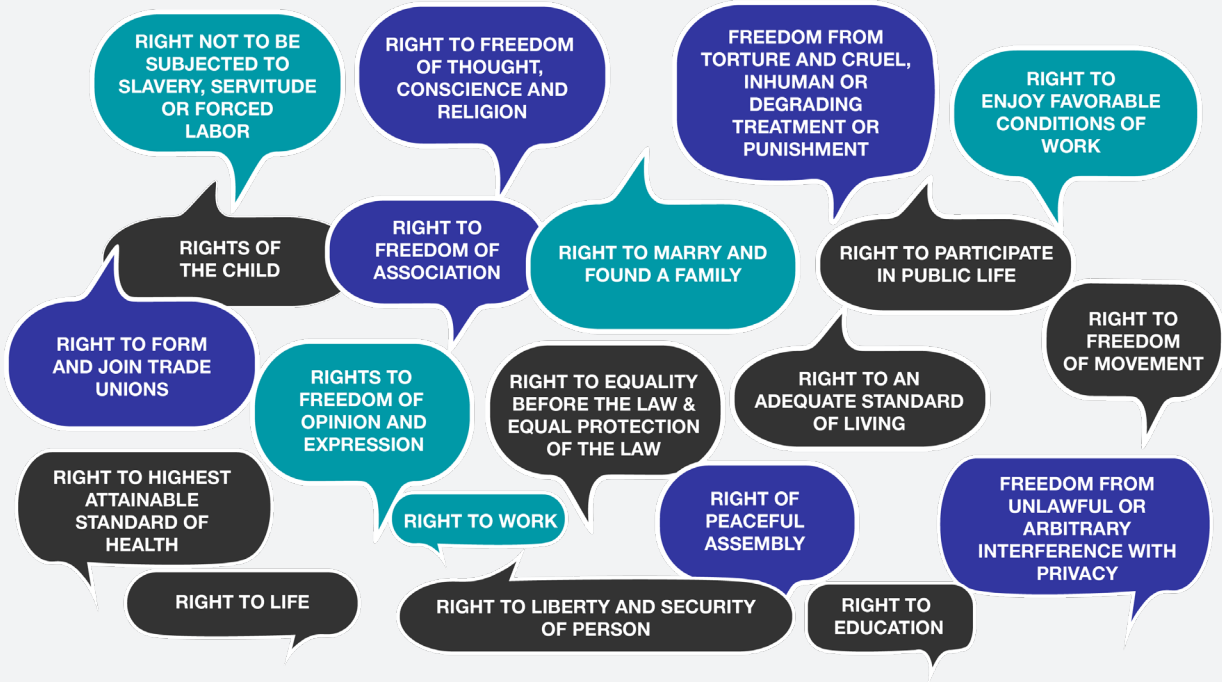 RIGHT NOT TO BE
SUBJECTED TO
SLAVERY, SERVITUDE
OR FORCED
LABOR
RIGHT TO FREEDOM
OF THOUGHT,
CONSCIENCE AND
RELIGION
FREEDOM FROM
TORTURE AND CRUEL,
INHUMAN OR
DEGRADING
TREATMENT OR
PUNISHMENT
RIGHT TO
ENJOY FAVORABLE
CONDITIONS OF
WORK
RIGHTS OF
THE CHILD
RIGHT TO
FREEDOM OF
ASSOCIATION
RIGHT TO MARRY AND
FOUND A FAMILY
RIGHT TO PARTICIPATE
IN PUBLIC LIFE
RIGHT TO FORM
AND JOIN TRADE
UNIONS
RIGHTS TO
FREEDOM OF
OPINION AND
EXPRESSION
RIGHT TO EQUALITY
BEFORE THE LAW &
EQUAL PROTECTION
OF THE LAW
RIGHT TO AN
ADEQUATE STANDARD
OF LIVING
RIGHT TO
FREEDOM
OF MOVEMENT
RIGHT TO HIGHEST
ATTAINABLE
STANDARD OF
HEALTH
RIGHT TO WORK
RIGHT OF
PEACEFUL
ASSEMBLY
FREEDOM FROM
UNLAWFUL OR
ARBITRARY
INTERFERENCE WITH
PRIVACY
RIGHT TO LIFE
RIGHT TO LIBERTY AND SECURITY
OF PERSON
RIGHT TO
EDUCATION